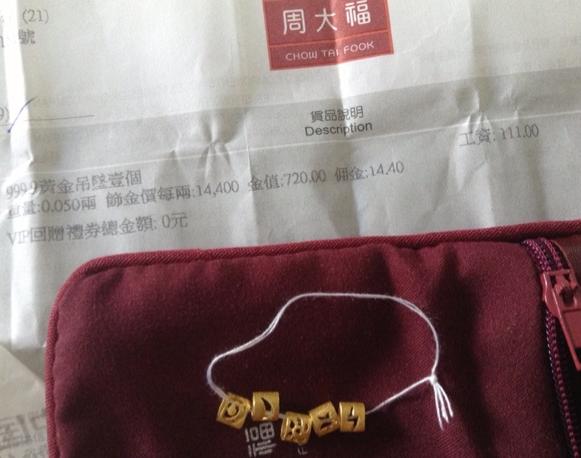 (21)
號
周大福
CHOW TAI FOOK
貨品說明
Description
工資: 111.00
999.9黃金吊墜壹個
重量:0.050兩 飾金價每兩:14,400 金值:720.00 佣金:14.40
VIP回贈禮券總金額: 0元
福